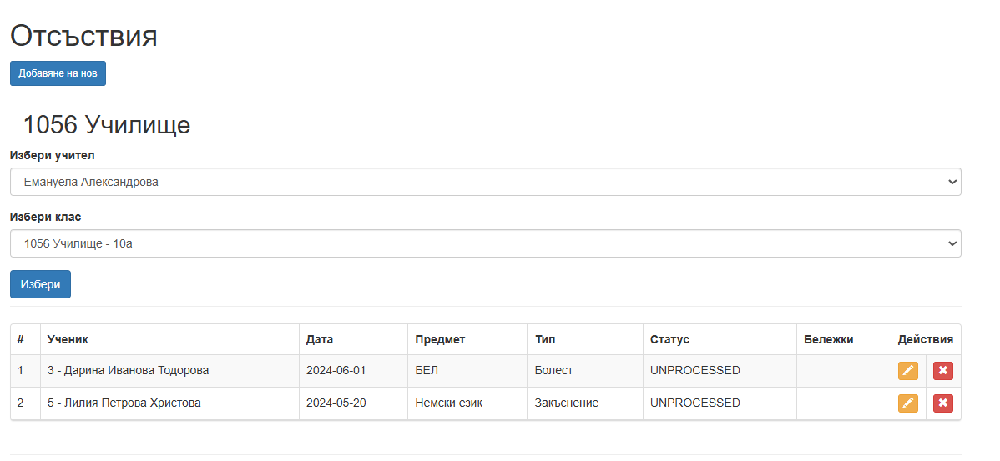 Отсъствия
Добавяне на нов
1056 Училище
Избери учител
Емануела Александрова
Избери клас
1056 Училище - 10а
Избери
# Ученик Дата Предмет Тип Статус Бележки Действия
1 3 - Дарина Иванова Тодорова 2024-06-01 БЕЛ Болест UNPROCESSED
2 5 - Лилия Петрова Христова 2024-05-20 Немски език Закъснение UNPROCESSED